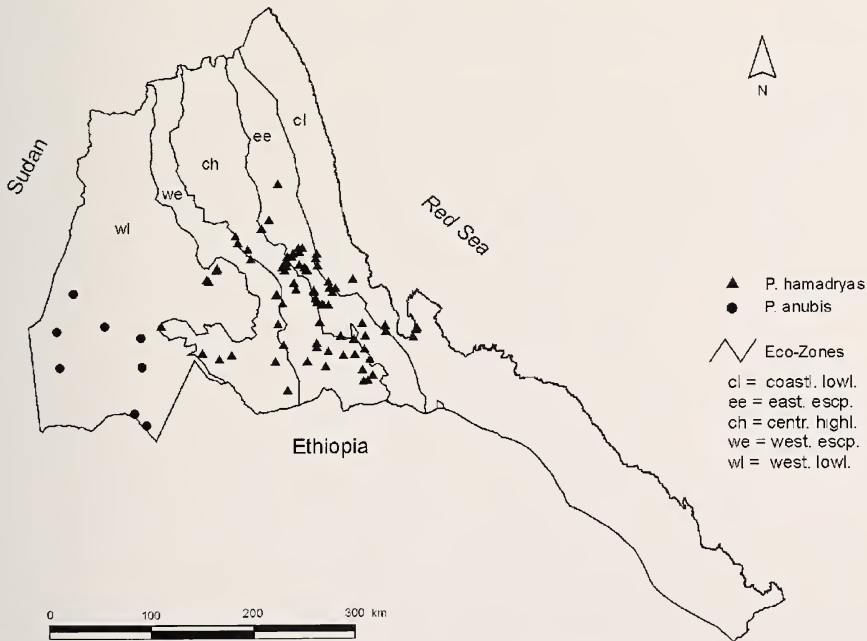 Sudan
wl
we
ch
ee
cl
Red Sea
Ethiopia
N
P. hamadryas
P. anubis
Eco-Zones
cl = coastl. lowl.
ee = east. escp.
ch = centr. highl.
we = west. escp.
wl = west. lowl.
0 100 200 300 km